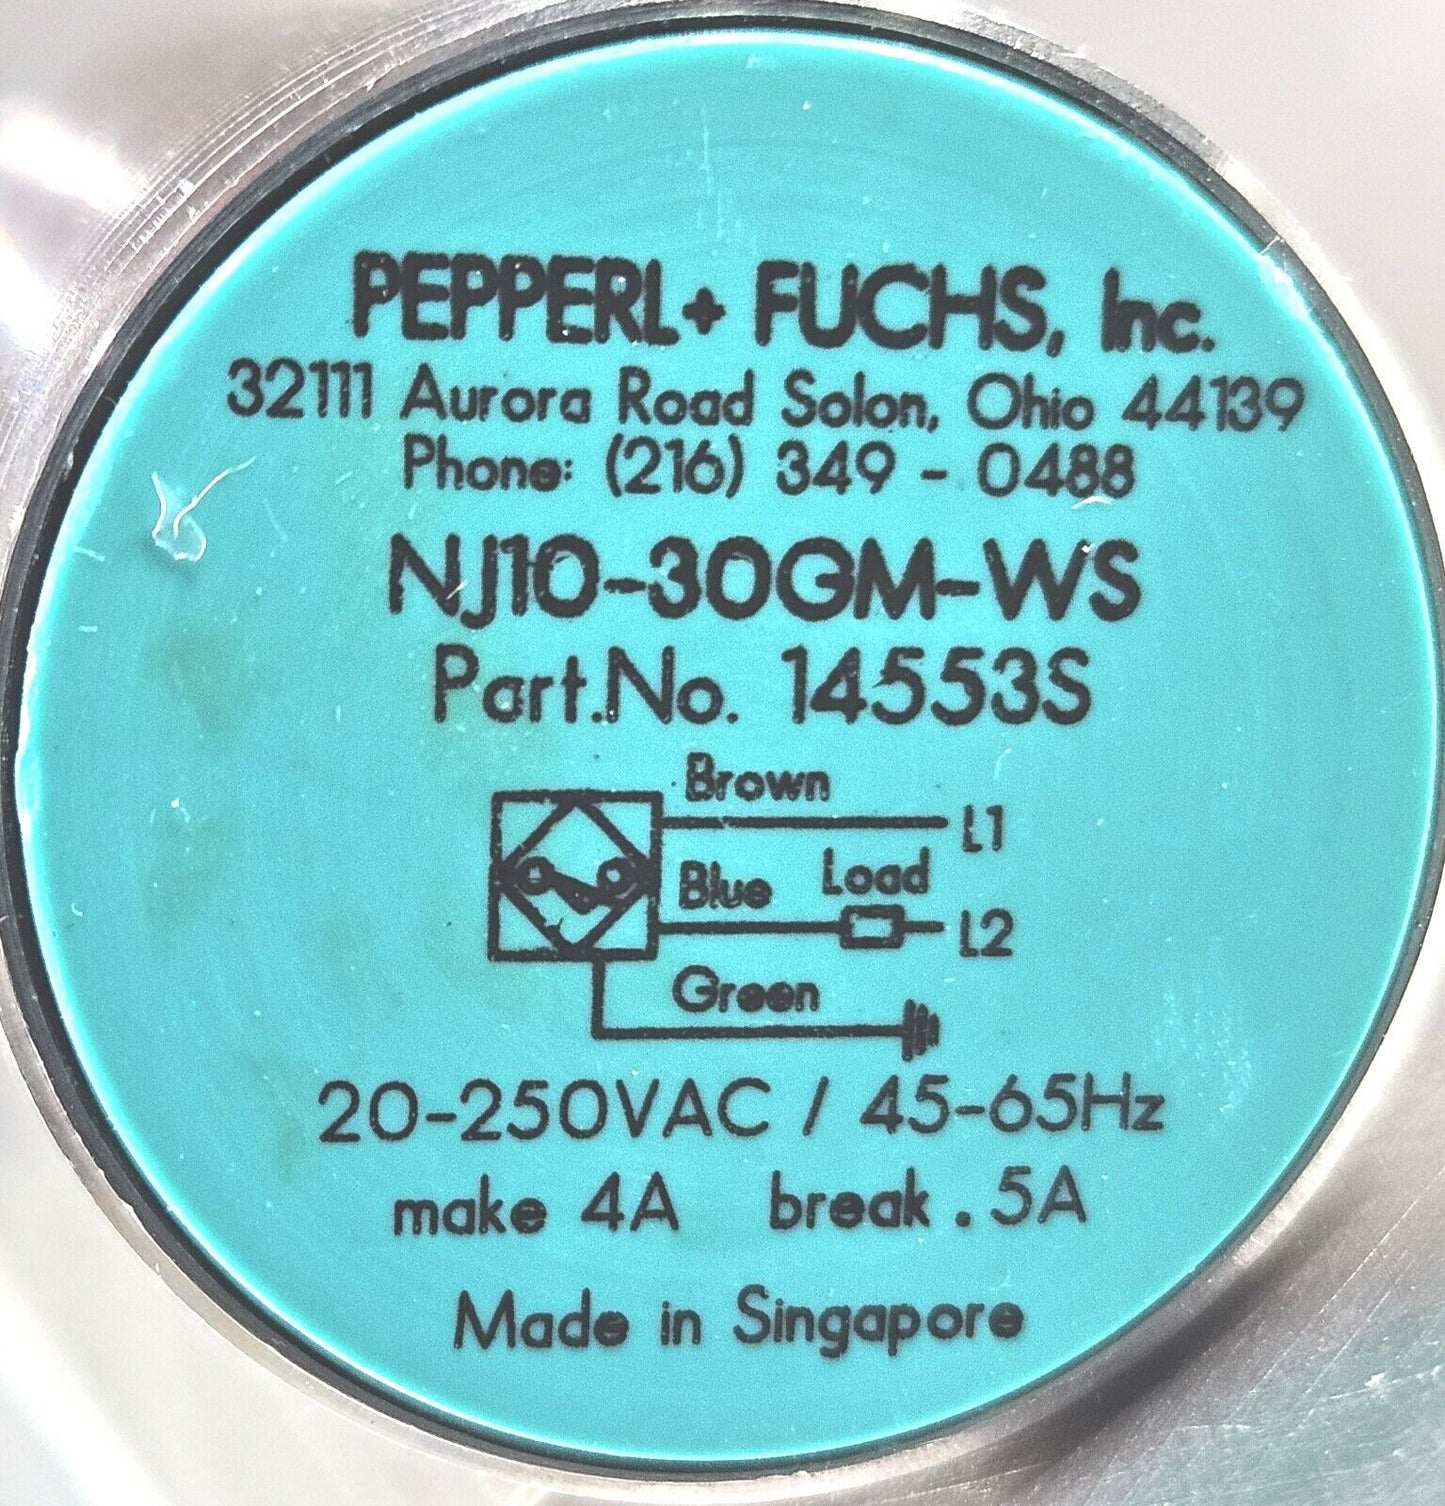 PEPPERL+ FUCHS, Inc.
32111 Aurora Road Solon, Ohio 44139
Phone: (216) 349 - 0488
NJ10-30GM-WS
Part.No. 14553S
Brown
L1
Blue Load
L2
Green
20-250VAC / 45-65Hz
make 4A break .5A
Made in Singapore